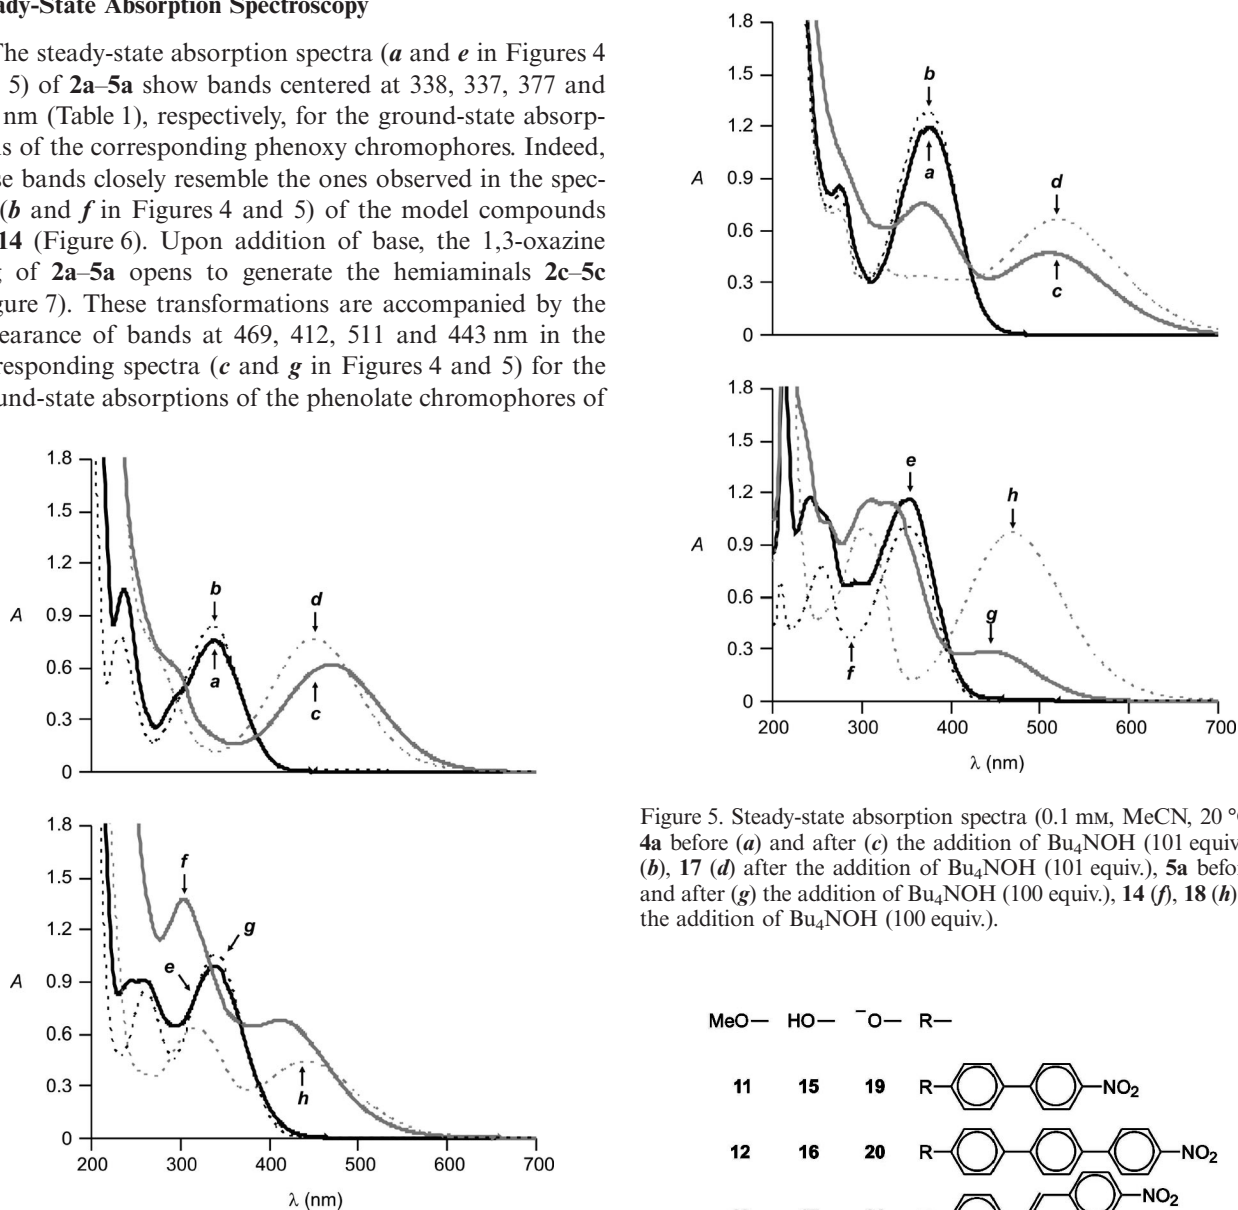 ady-State Absorption Spectroscopy
The steady-state absorption spectra (a and e in Figures 4
5) of 2a–5a show bands centered at 338, 337, 377 and
nm (Table 1), respectively, for the ground-state absorp-
s of the corresponding phenoxy chromophores. Indeed,
se bands closely resemble the ones observed in the spec-
(b and f in Figures 4 and 5) of the model compounds
14 (Figure 6). Upon addition of base, the 1,3-oxazine
g of 2a–5a opens to generate the hemiaminals 2c–5c
gure 7). These transformations are accompanied by the
earance of bands at 469, 412, 511 and 443 nm in the
responding spectra (c and g in Figures 4 and 5) for the
und-state absorptions of the phenolate chromophores of
1.8
1.5
1.2
0.9
0.6
0.3
0
A
b
d
a
c
1.8
1.5
1.2
0.9
0.6
0.3
0
A
f
g
e
h
200 300 400 500 600 700
λ (nm)
1.8
1.5
1.2
0.9
0.6
0.3
0
A
b
a
d
c
1.8
1.5
1.2
0.9
0.6
0.3
0
A
e
h
g
f
200 300 400 500 600 700
λ (nm)
Figure 5. Steady-state absorption spectra (0.1 mM, MeCN, 20 °
4a before (a) and after (c) the addition of Bu₄NOH (101 equiv
(b), 17 (d) after the addition of Bu₄NOH (101 equiv.), 5a befor
and after (g) the addition of Bu₄NOH (100 equiv.), 14 (f), 18 (h)
the addition of Bu₄NOH (100 equiv.).
MeO— HO— ⁻O— R—
11 15 19 R— —NO₂
12 16 20 R— —NO₂
—NO₂